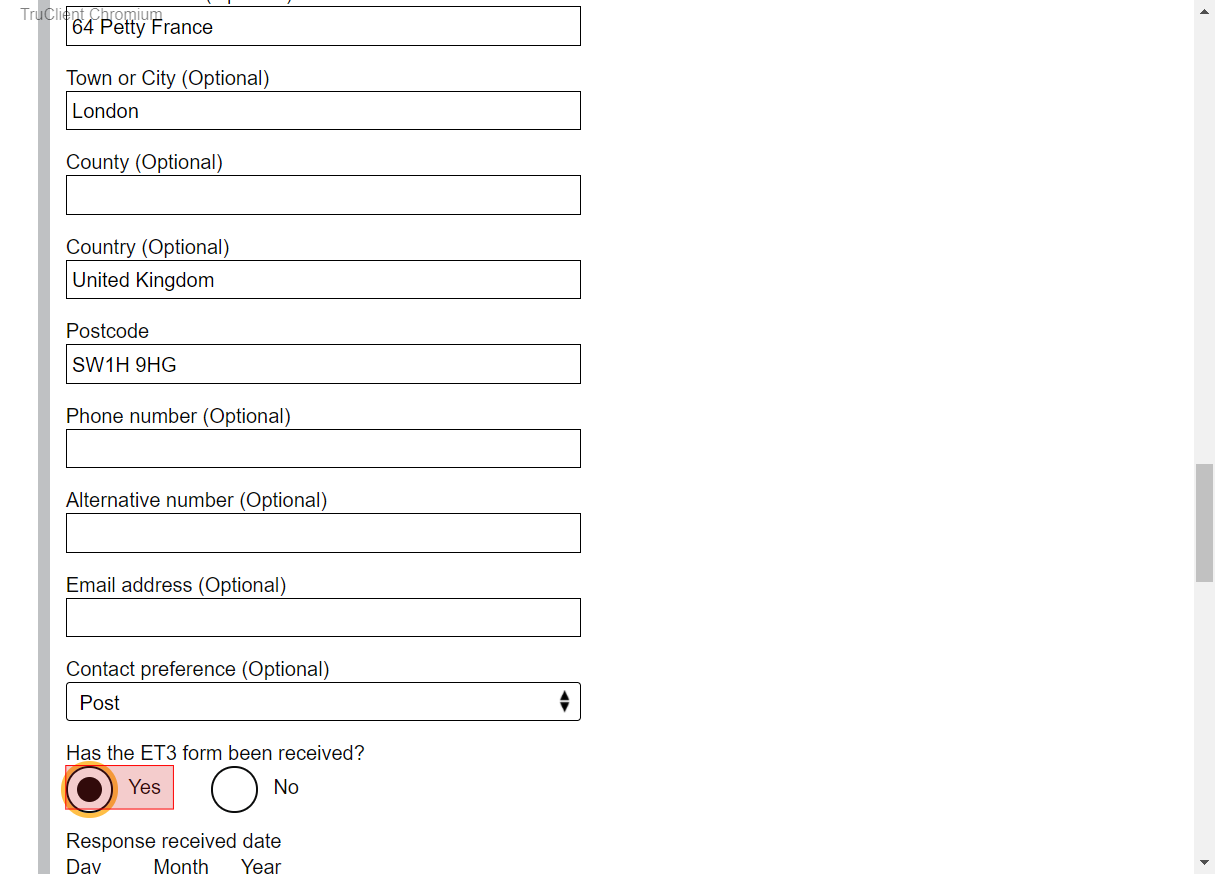 TruClient Chromium
64 Petty France
Town or City (Optional)
London
County (Optional)
Country (Optional)
United Kingdom
Postcode
SW1H 9HG
Phone number (Optional)
Alternative number (Optional)
Email address (Optional)
Contact preference (Optional)
Post
Has the ET3 form been received?
Yes No
Response received date
Day Month Year